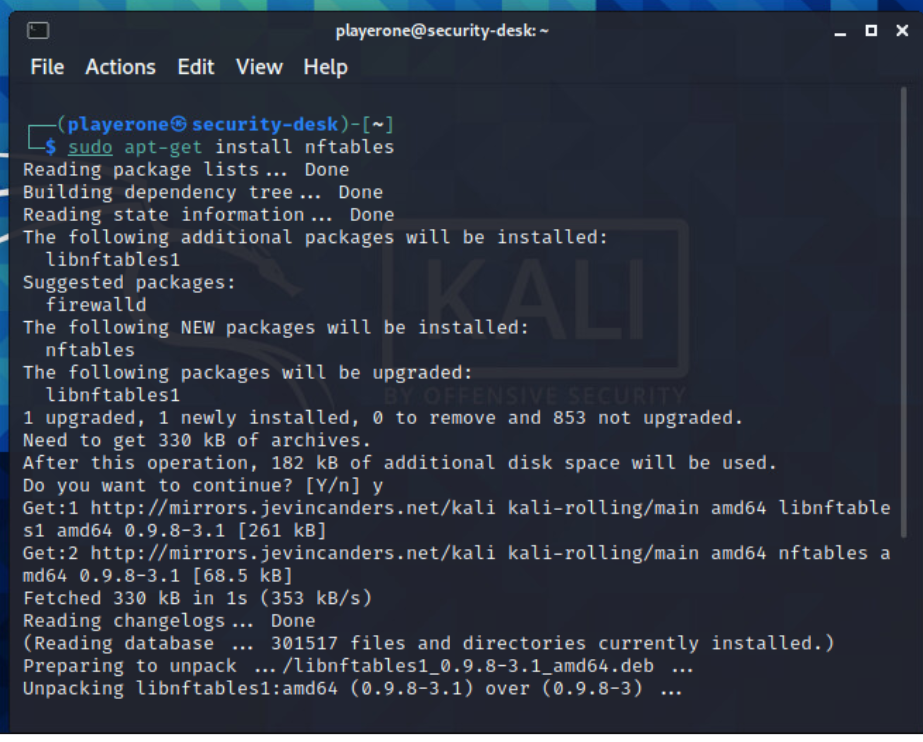 playerone@security-desk: ~
File Actions Edit View Help
┌──(playerone㉿security-desk)-[~]
└─$ sudo apt-get install nftables
Reading package lists... Done
Building dependency tree... Done
Reading state information... Done
The following additional packages will be installed:
  libnftables1
Suggested packages:
  firewalld
The following NEW packages will be installed:
  nftables
The following packages will be upgraded:
  libnftables1
1 upgraded, 1 newly installed, 0 to remove and 853 not upgraded.
Need to get 330 kB of archives.
After this operation, 182 kB of additional disk space will be used.
Do you want to continue? [Y/n] y
Get:1 http://mirrors.jevincanders.net/kali kali-rolling/main amd64 libnftable
s1 amd64 0.9.8-3.1 [261 kB]
Get:2 http://mirrors.jevincanders.net/kali kali-rolling/main amd64 nftables a
md64 0.9.8-3.1 [68.5 kB]
Fetched 330 kB in 1s (353 kB/s)
Reading changelogs... Done
(Reading database ... 301517 files and directories currently installed.)
Preparing to unpack .../libnftables1_0.9.8-3.1_amd64.deb ...
Unpacking libnftables1:amd64 (0.9.8-3.1) over (0.9.8-3) ...
KALI
BY OFFENSIVE SECURITY